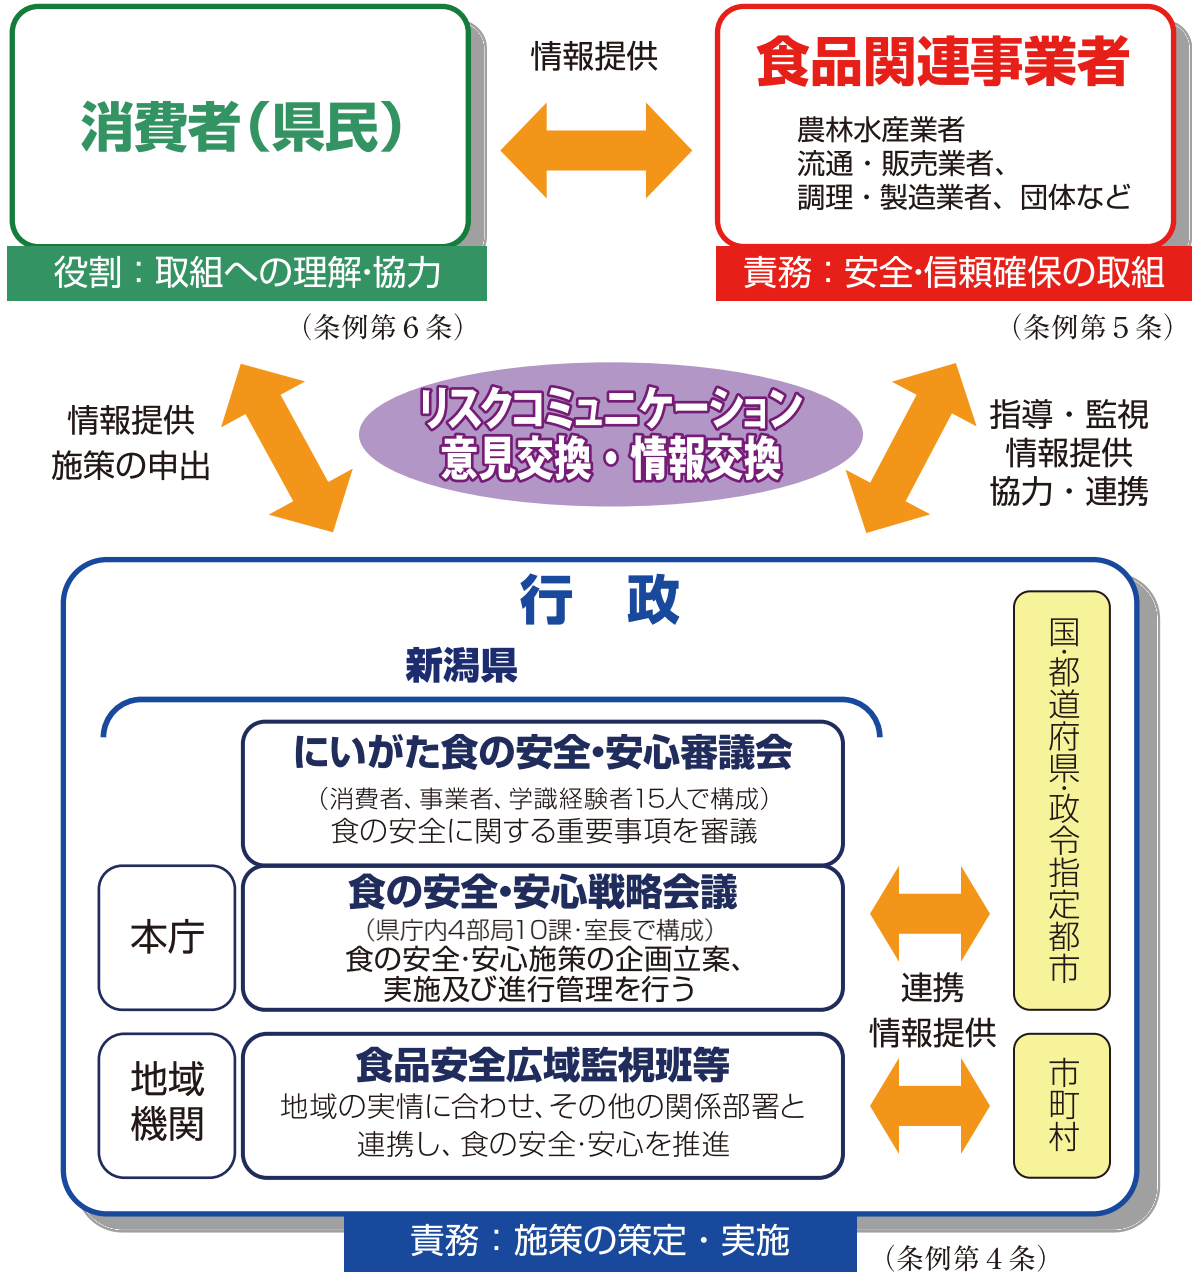 消費者（県民）
役割：取組への理解・協力
（条例第６条）
情報提供
食品関連事業者
農林水産業者
流通・販売業者、
調理・製造業者、団体など
責務：安全・信頼確保の取組
（条例第５条）
情報提供
施策の申出
リスクコミュニケーション
意見交換・情報交換
指導・監視
情報提供
協力・連携
行　政
新潟県
にいがた食の安全・安心審議会
（消費者、事業者、学識経験者15人で構成）
食の安全に関する重要事項を審議
本庁
食の安全・安心戦略会議
（県庁内4部局10課・室長で構成）
食の安全・安心施策の企画立案、
実施及び進行管理を行う
地域
機関
食品安全広域監視班等
地域の実情に合わせ、その他の関係部署と
連携し、食の安全・安心を推進
連携
情報提供
国・都道府県・政令指定都市
市町村
責務：施策の策定・実施
（条例第４条）